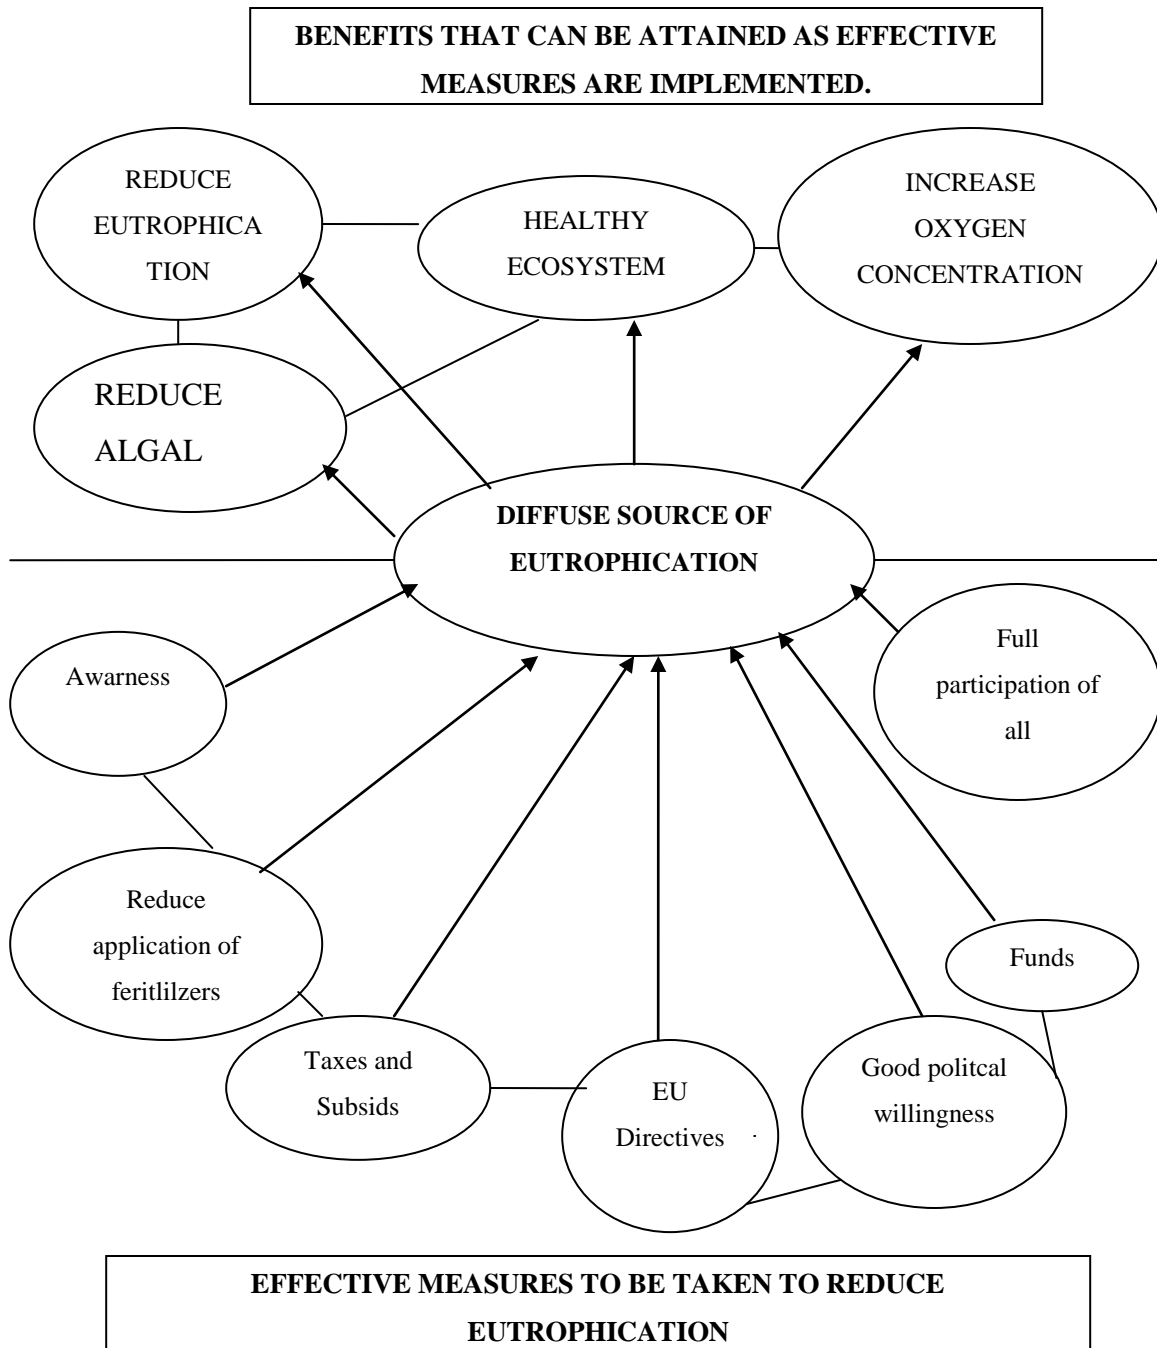 BENEFITS THAT CAN BE ATTAINED AS EFFECTIVE
MEASURES ARE IMPLEMENTED.
REDUCE
EUTROPHICA
TION
HEALTHY
ECOSYSTEM
INCREASE
OXYGEN
CONCENTRATION
REDUCE
ALGAL
DIFFUSE SOURCE OF
EUTROPHICATION
Awarness
Full
participation of
all
Reduce
application of
feritlilzers
Funds
Taxes and
Subsids
EU
Directives
Good politcal
willingness
EFFECTIVE MEASURES TO BE TAKEN TO REDUCE
EUTROPHICATION